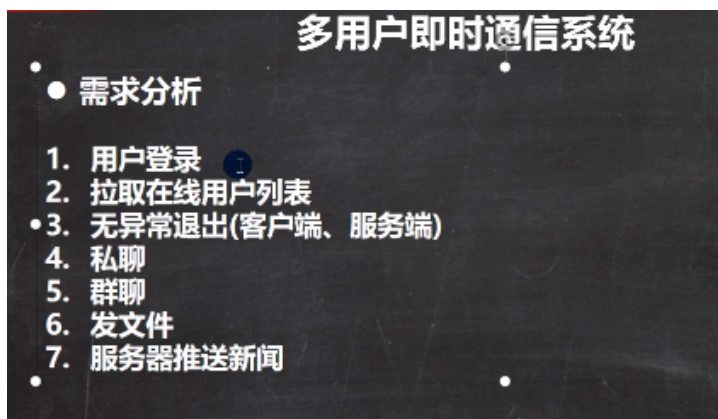 多用户即时通信系统
● 需求分析
1. 用户登录
2. 拉取在线用户列表
3. 无异常退出(客户端、服务端)
4. 私聊
5. 群聊
6. 发文件
7. 服务器推送新闻